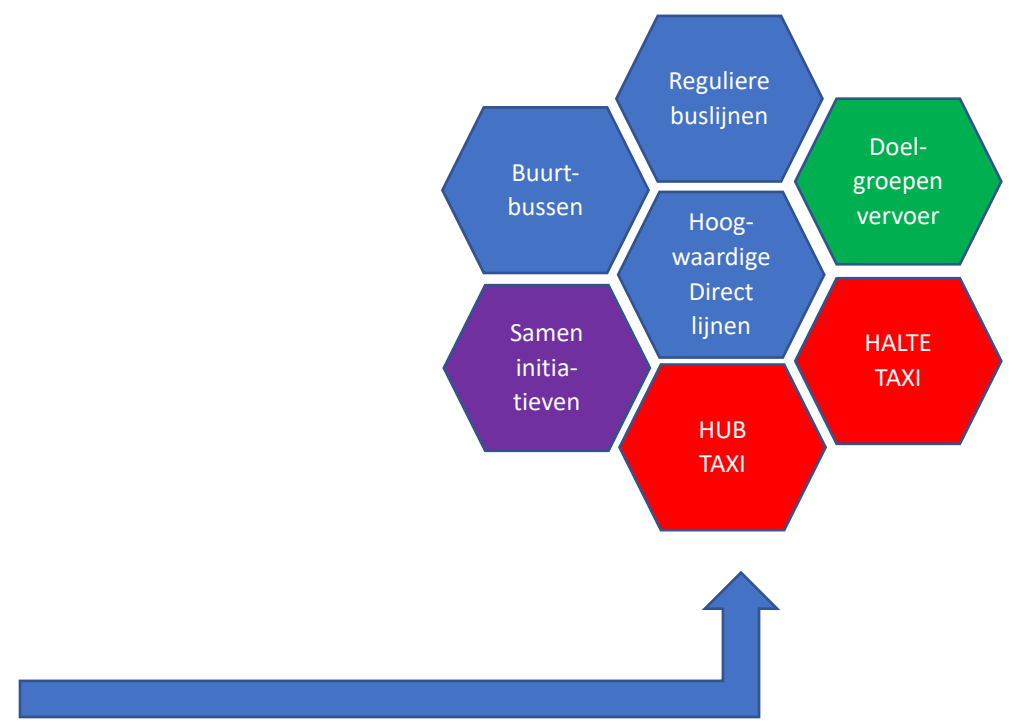 Reguliere
buslijnen
Buurt-
bussen
Doel-
groepen
vervoer
Hoog-
waardige
Direct
lijnen
Samen
initia-
tieven
HALTE
TAXI
HUB
TAXI